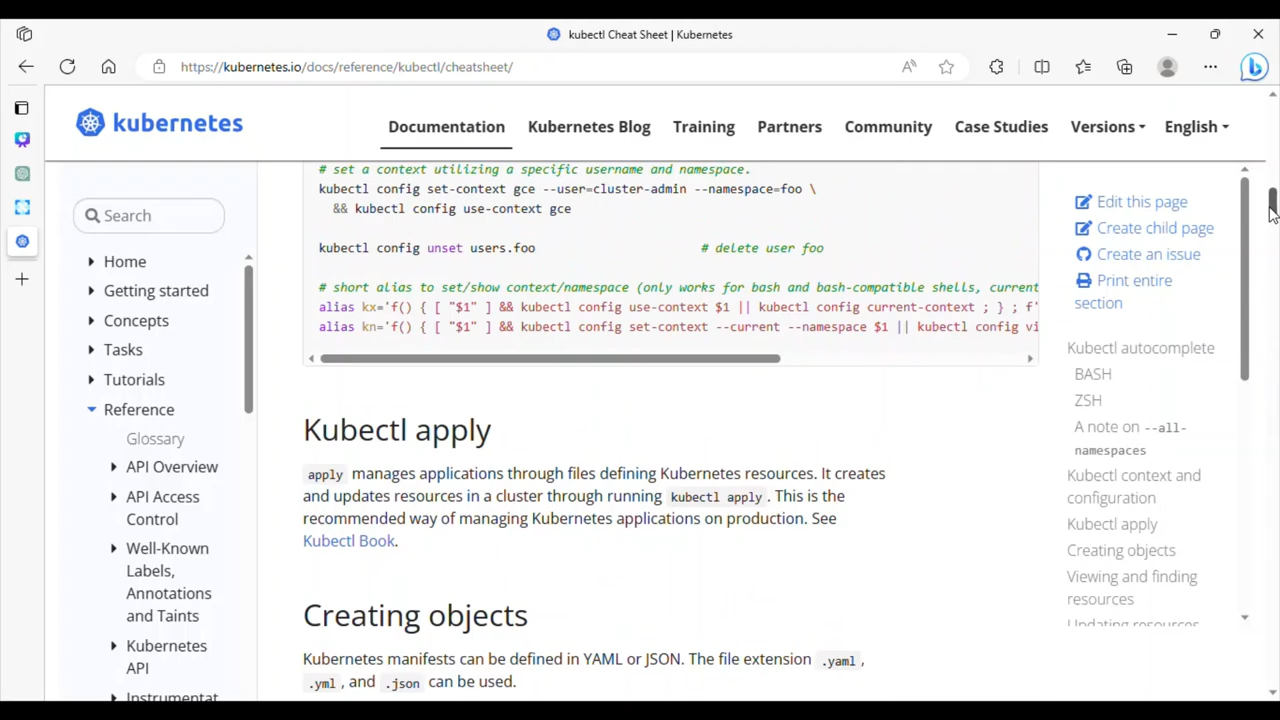 kubectl Cheat Sheet | Kubernetes
https://kubernetes.io/docs/reference/kubectl/cheatsheet/
kubernetes
Documentation Kubernetes Blog Training Partners Community Case Studies Versions English
Search
Home
Getting started
Concepts
Tasks
Tutorials
Reference
Glossary
API Overview
API Access
Control
Well-Known
Labels,
Annotations
and Taints
Kubernetes
API
Instrumentat
# set a context utilizing a specific username and namespace.
kubectl config set-context gce --user=cluster-admin --namespace=foo \
&& kubectl config use-context gce
kubectl config unset users.foo # delete user foo
# short alias to set/show context/namespace (only works for bash and bash-compatible shells, current
alias kx='f() { [ "$1" ] && kubectl config use-context $1 || kubectl config current-context ; } ; f'
alias kn='f() { [ "$1" ] && kubectl config set-context --current --namespace $1 || kubectl config vi
Kubectl apply
apply manages applications through files defining Kubernetes resources. It creates
and updates resources in a cluster through running kubectl apply. This is the
recommended way of managing Kubernetes applications on production. See
Kubectl Book.
Creating objects
Kubernetes manifests can be defined in YAML or JSON. The file extension .yaml,
.yml, and .json can be used.
Edit this page
Create child page
Create an issue
Print entire
section
Kubectl autocomplete
BASH
ZSH
A note on --all-
namespaces
Kubectl context and
configuration
Kubectl apply
Creating objects
Viewing and finding
resources
Updating resources